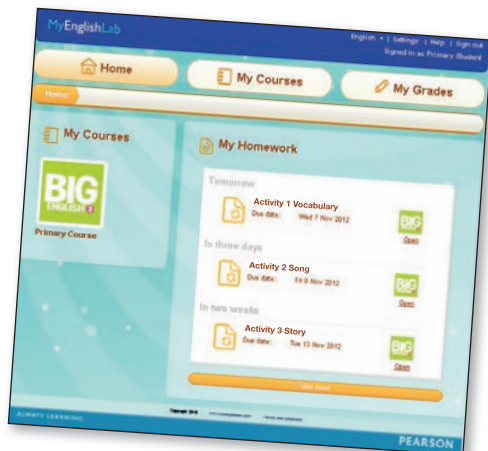 MyEnglishLab
English | Settings | Help | Sign out
Signed in as Primary Student
Home
My Courses
My Grades
Home
My Courses
BIG
ENGLISH
Primary Course
My Homework
Tomorrow
Activity 1 Vocabulary
Due date: Wed 7 Nov 2012
BIG
Open
In three days
Activity 2 Song
Due date: Fri 9 Nov 2012
BIG
Open
In two weeks
Activity 3 Story
Due date: Tue 13 Nov 2012
BIG
Open
View more
ALWAYS LEARNING
PEARSON